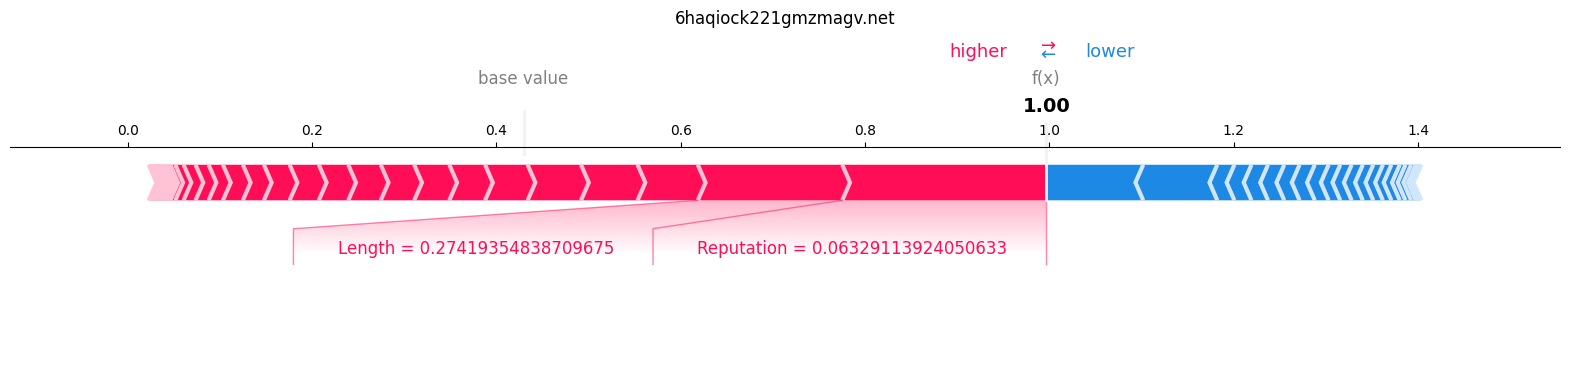 6haqiock221gmzmagv.net
higher ⇄ lower
base value f(x)
1.00
0.0 0.2 0.4 0.6 0.8 1.0 1.2 1.4
Length = 0.27419354838709675 Reputation = 0.06329113924050633